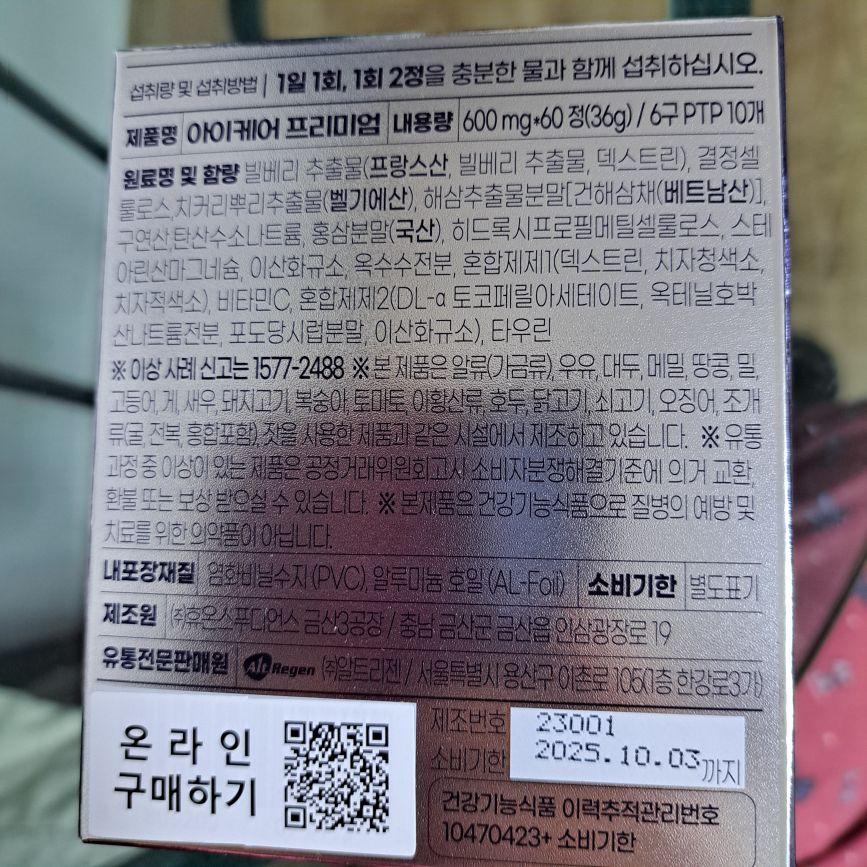 섭취량 및 섭취방법 | 1일 1회, 1회 2정을 충분한 물과 함께 섭취하십시오.
제품명 아이케어 프리미엄 내용량 600 mg*60 정(36g) / 6구 PTP 10개
원료명 및 함량 빌베리 추출물(프랑스산, 빌베리 추출물, 덱스트린), 결정셀
룰로스,치커리뿌리추출물(벨기에산), 해삼추출물분말[건해삼채(베트남산)],
구연산,탄산수소나트륨, 홍삼분말(국산), 히드록시프로필메틸셀룰로스, 스테
아린산마그네슘, 이산화규소, 옥수수전분, 혼합제제1(덱스트린, 치자청색소,
치자적색소), 비타민C, 혼합제제2(DL-α 토코페릴아세테이트, 옥테닐호박
산나트륨전분, 포도당시럽분말, 이산화규소), 타우린
※ 이상 사례 신고는 1577-2488 ※ 본 제품은 알류(가금류), 우유, 대두, 메밀, 땅콩, 밀,
고등어, 게, 새우, 돼지고기, 복숭아, 토마토, 아황산류, 호두, 닭고기, 쇠고기, 오징어, 조개
류(굴, 전복, 홍합포함), 잣을 사용한 제품과 같은 시설에서 제조하고 있습니다. ※ 유통
과정 중 이상이 있는 제품은 공정거래위원회고시 소비자분쟁해결기준에 의거 교환,
환불 또는 보상 받으실 수 있습니다. ※ 본제품은 건강기능식품으로 질병의 예방 및
치료를 위한 의약품이 아닙니다.
내포장재질 염화비닐수지 (PVC), 알루미늄 호일 (AL-Foil) 소비기한 별도표기
제조원 ㈜휴온스푸디언스 금산3공장 / 충남 금산군 금산읍 인삼광장로 19
유통전문판매원 Alt Regen ㈜알트리젠 / 서울특별시 용산구 이촌로 105(1층 한강로3가)
온라인
구매하기
제조번호 23001
소비기한 2025.10.03까지
건강기능식품 이력추적관리번호
10470423+ 소비기한